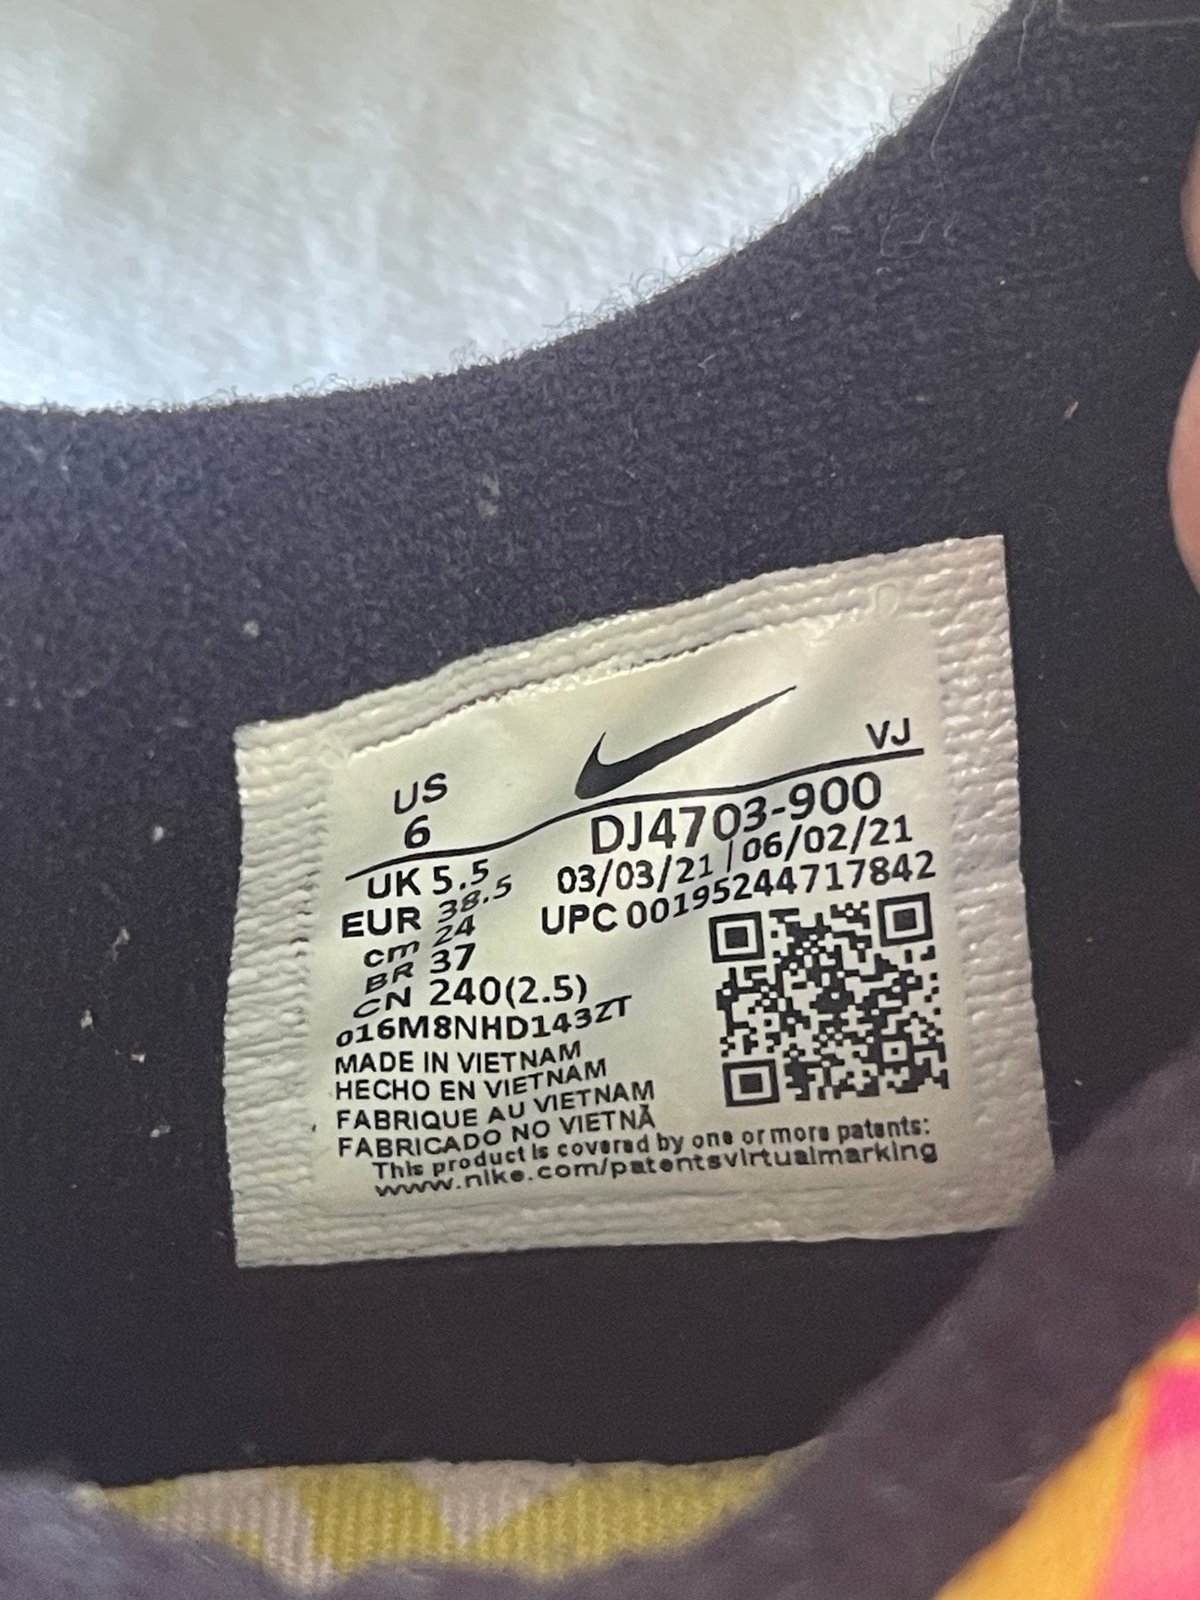 VJ
US
6
DJ4703-900
03/03/21 | 06/02/21
UPC 00195244717842
UK 5.5
EUR 38.5
cm 24
BR 37
CN 240(2.5)
016M8NHD143ZT
MADE IN VIETNAM
HECHO EN VIETNAM
FABRIQUE AU VIETNAM
FABRICADO NO VIETNÃ
This product is covered by one or more patents:
www.nike.com/patentsvirtualmarking